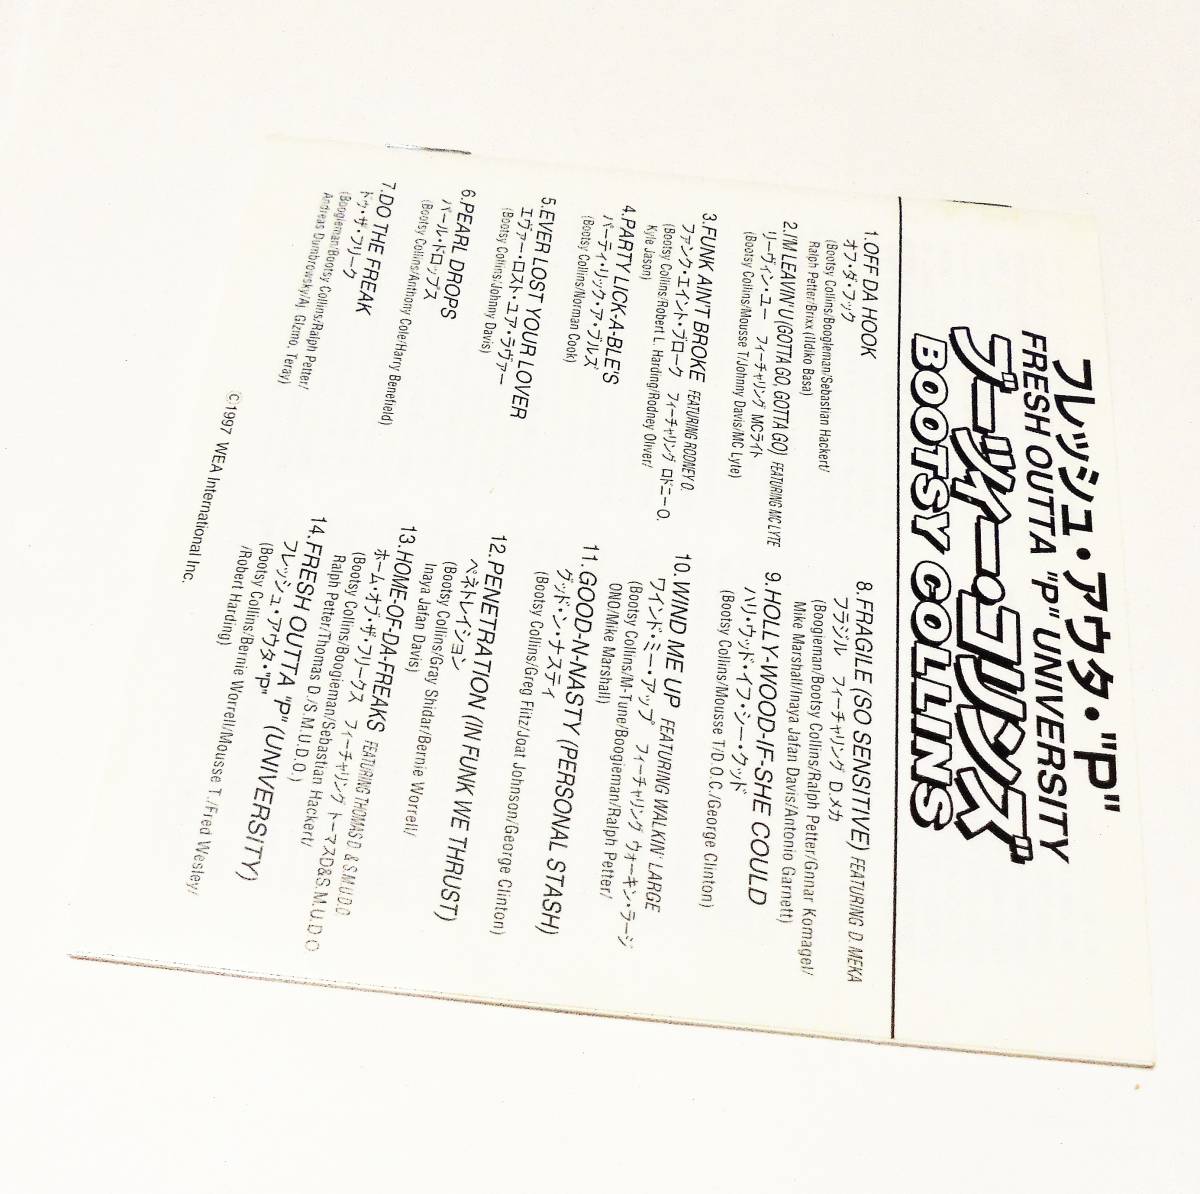 フレッシュ・アウタ・"P"
FRESH OUTTA "P" UNIVERSITY
ブーツィー・コリンズ
BOOTSY COLLINS
1.OFF DA HOOK
オフ・ダ・フック
(Bootsy Collins/Boogieman/Sebastian Hackert/
Ralph Petter/Brixx (Ildiko Basa)
2.I'M LEAVIN' U (GOTTA GO, GOTTA GO) FEATURING MC LYTE
リーヴィン・ユー フィーチャリング MCライト
(Bootsy Collins/Mousse T/Johnny Davis/MC Lyte)
3.FUNK AIN'T BROKE FEATURING RODNEY O.
ファンク・エイント・ブローク フィーチャリング ロドニーO.
(Bootsy Collins/Robert L. Harding/Rodney Oliver/
Kyle Jason)
4.PARTY LICK-A-BLE'S
パーティ・リック・ア・ブルズ
(Bootsy Collins/Norman Cook)
5.EVER LOST YOUR LOVER
エヴァー・ロスト・ユア・ラヴァー
(Bootsy Collins/Johnny Davis)
6.PEARL DROPS
パール・ドロップス
(Bootsy Collins/Anthony Cole/Harry Benefield)
7.DO THE FREAK
ドゥ・ザ・フリーク
(Boogieman/Bootsy Collins/Ralph Petter/
Andreas Dumbrowsky/Aj. Gizmo, Teray)
8.FRAGILE (SO SENSITIVE) FEATURING D. MEKA
フラジル フィーチャリング D.メカ
(Boogieman/Bootsy Collins/Ralph Petter/Gnnar Komagel/
Mike Marshall/Inaya Jafan Davis/Antonio Garnett)
9.HOLLY-WOOD-IF-SHE COULD
ハリ・ウッド・イフ・シー・クッド
(Bootsy Collins/Mousse T/D.O.C./George Clinton)
10.WIND ME UP FEATURING WALKIN' LARGE
ワインド・ミー・アップ フィーチャリング ウォーキン・ラージ
(Bootsy Collins/M-Tune/Boogieman/Ralph Petter/
ONO/Mike Marshall)
11.GOOD-N-NASTY (PERSONAL STASH)
グッド・ン・ナスティ
(Bootsy Collins/Greg Flitz/Joat Johnson/George Clinton)
12.PENETRATION (IN FUNK WE THRUST)
ペネトレイション
(Bootsy Collins/Gray Shidar/Bernie Worrell/
Inaya Jafan Davis)
13.HOME-OF-DA-FREAKS FEATURING THOMAS D & S.M.U.D.O
ホーム・オブ・ザ・フリークス フィーチャリング トーマスD&S.M.U.D.O
(Bootsy Collins/Boogieman/Sebastian Hackert/
Ralph Petter/Thomas D./S.M.U.D.O.)
14.FRESH OUTTA "P" (UNIVERSITY)
フレッシュ・アウタ・"P"
(Bootsy Collins/Bernie Worrell/Mousse T./Fred Wesley/
/Robert Harding)
Ⓒ1997 WEA International Inc.